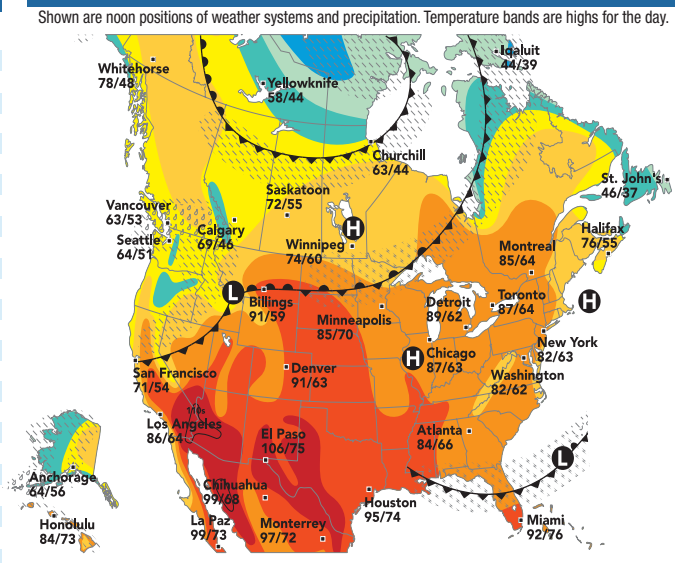 Shown are noon positions of weather systems and precipitation. Temperature bands are highs for the day.
Iqaluit
44/39
Whitehorse
78/48
Yellowknife
58/44
Churchill
63/44
St. John's
46/37
Saskatoon
72/55
Vancouver
63/53
Calgary
69/46
Halifax
76/55
Seattle
64/51
Winnipeg
74/60
H
Montreal
85/64
L
Billings
91/59
Detroit
89/62
Toronto
87/64
H
Minneapolis
85/70
New York
82/63
H
Chicago
87/63
San Francisco
71/54
Denver
91/63
Washington
82/62
110s
Los Angeles
86/64
El Paso
106/75
Atlanta
84/66
L
Anchorage
64/56
Chihuahua
99/68
Houston
95/74
Honolulu
84/73
La Paz
99/73
Monterrey
97/72
Miami
92/76